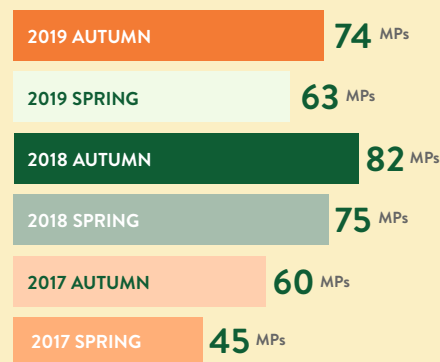 2019 AUTUMN 74 MPs
2019 SPRING 63 MPs
2018 AUTUMN 82 MPs
2018 SPRING 75 MPs
2017 AUTUMN 60 MPs
2017 SPRING 45 MPs